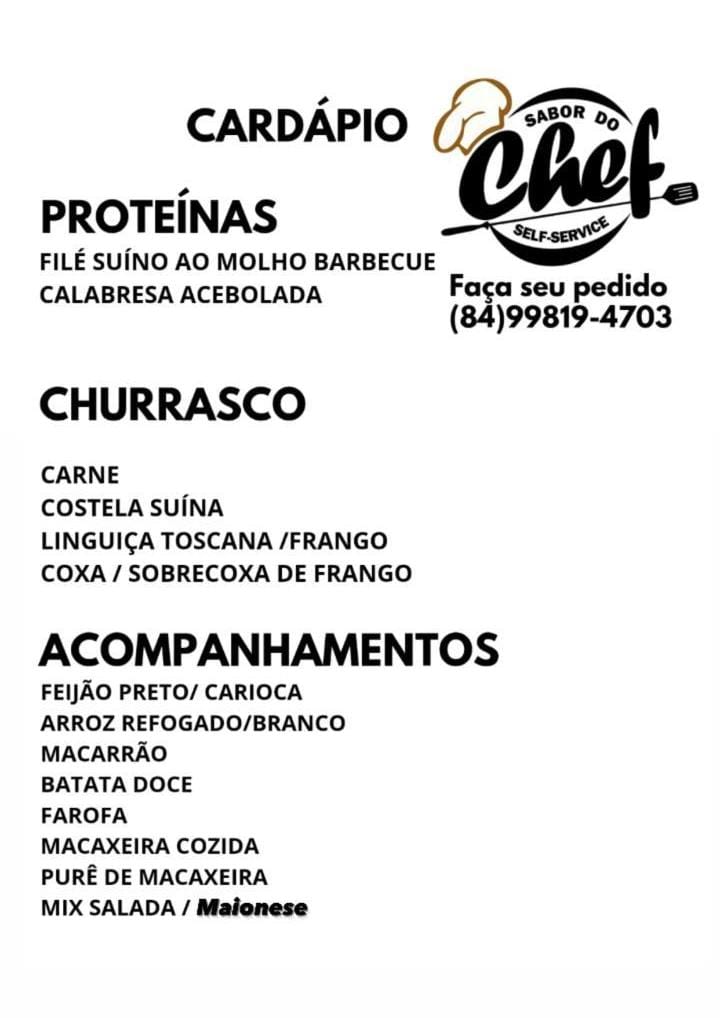 CARDÁPIO
SABOR DO
Chef
SELF-SERVICE
Faça seu pedido
(84)99819-4703
PROTEÍNAS
FILÉ SUÍNO AO MOLHO BARBECUE
CALABRESA ACEBOLADA
CHURRASCO
CARNE
COSTELA SUÍNA
LINGUIÇA TOSCANA /FRANGO
COXA / SOBRECOXA DE FRANGO
ACOMPANHAMENTOS
FEIJÃO PRETO/ CARIOCA
ARROZ REFOGADO/BRANCO
MACARRÃO
BATATA DOCE
FAROFA
MACAXEIRA COZIDA
PURÊ DE MACAXEIRA
MIX SALADA / Maionese